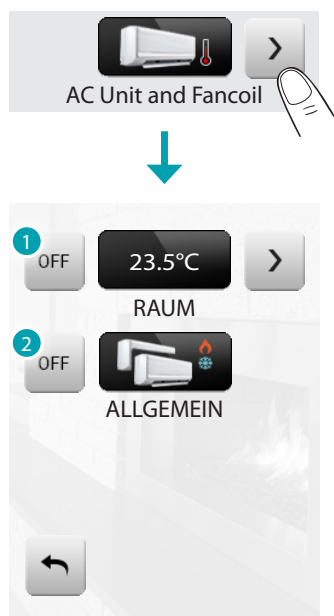 AC Unit and Fancoil
1
OFF
23.5°C
RAUM
2
OFF
ALLGEMEIN